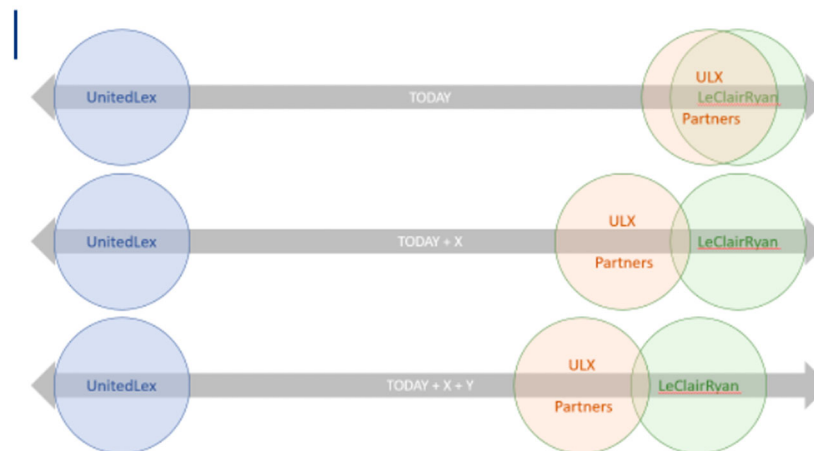 UnitedLex
TODAY
ULX
LeClairRyan
Partners
UnitedLex
TODAY + X
ULX
Partners
LeClairRyan
UnitedLex
TODAY + X + Y
ULX
Partners
LeClairRyan